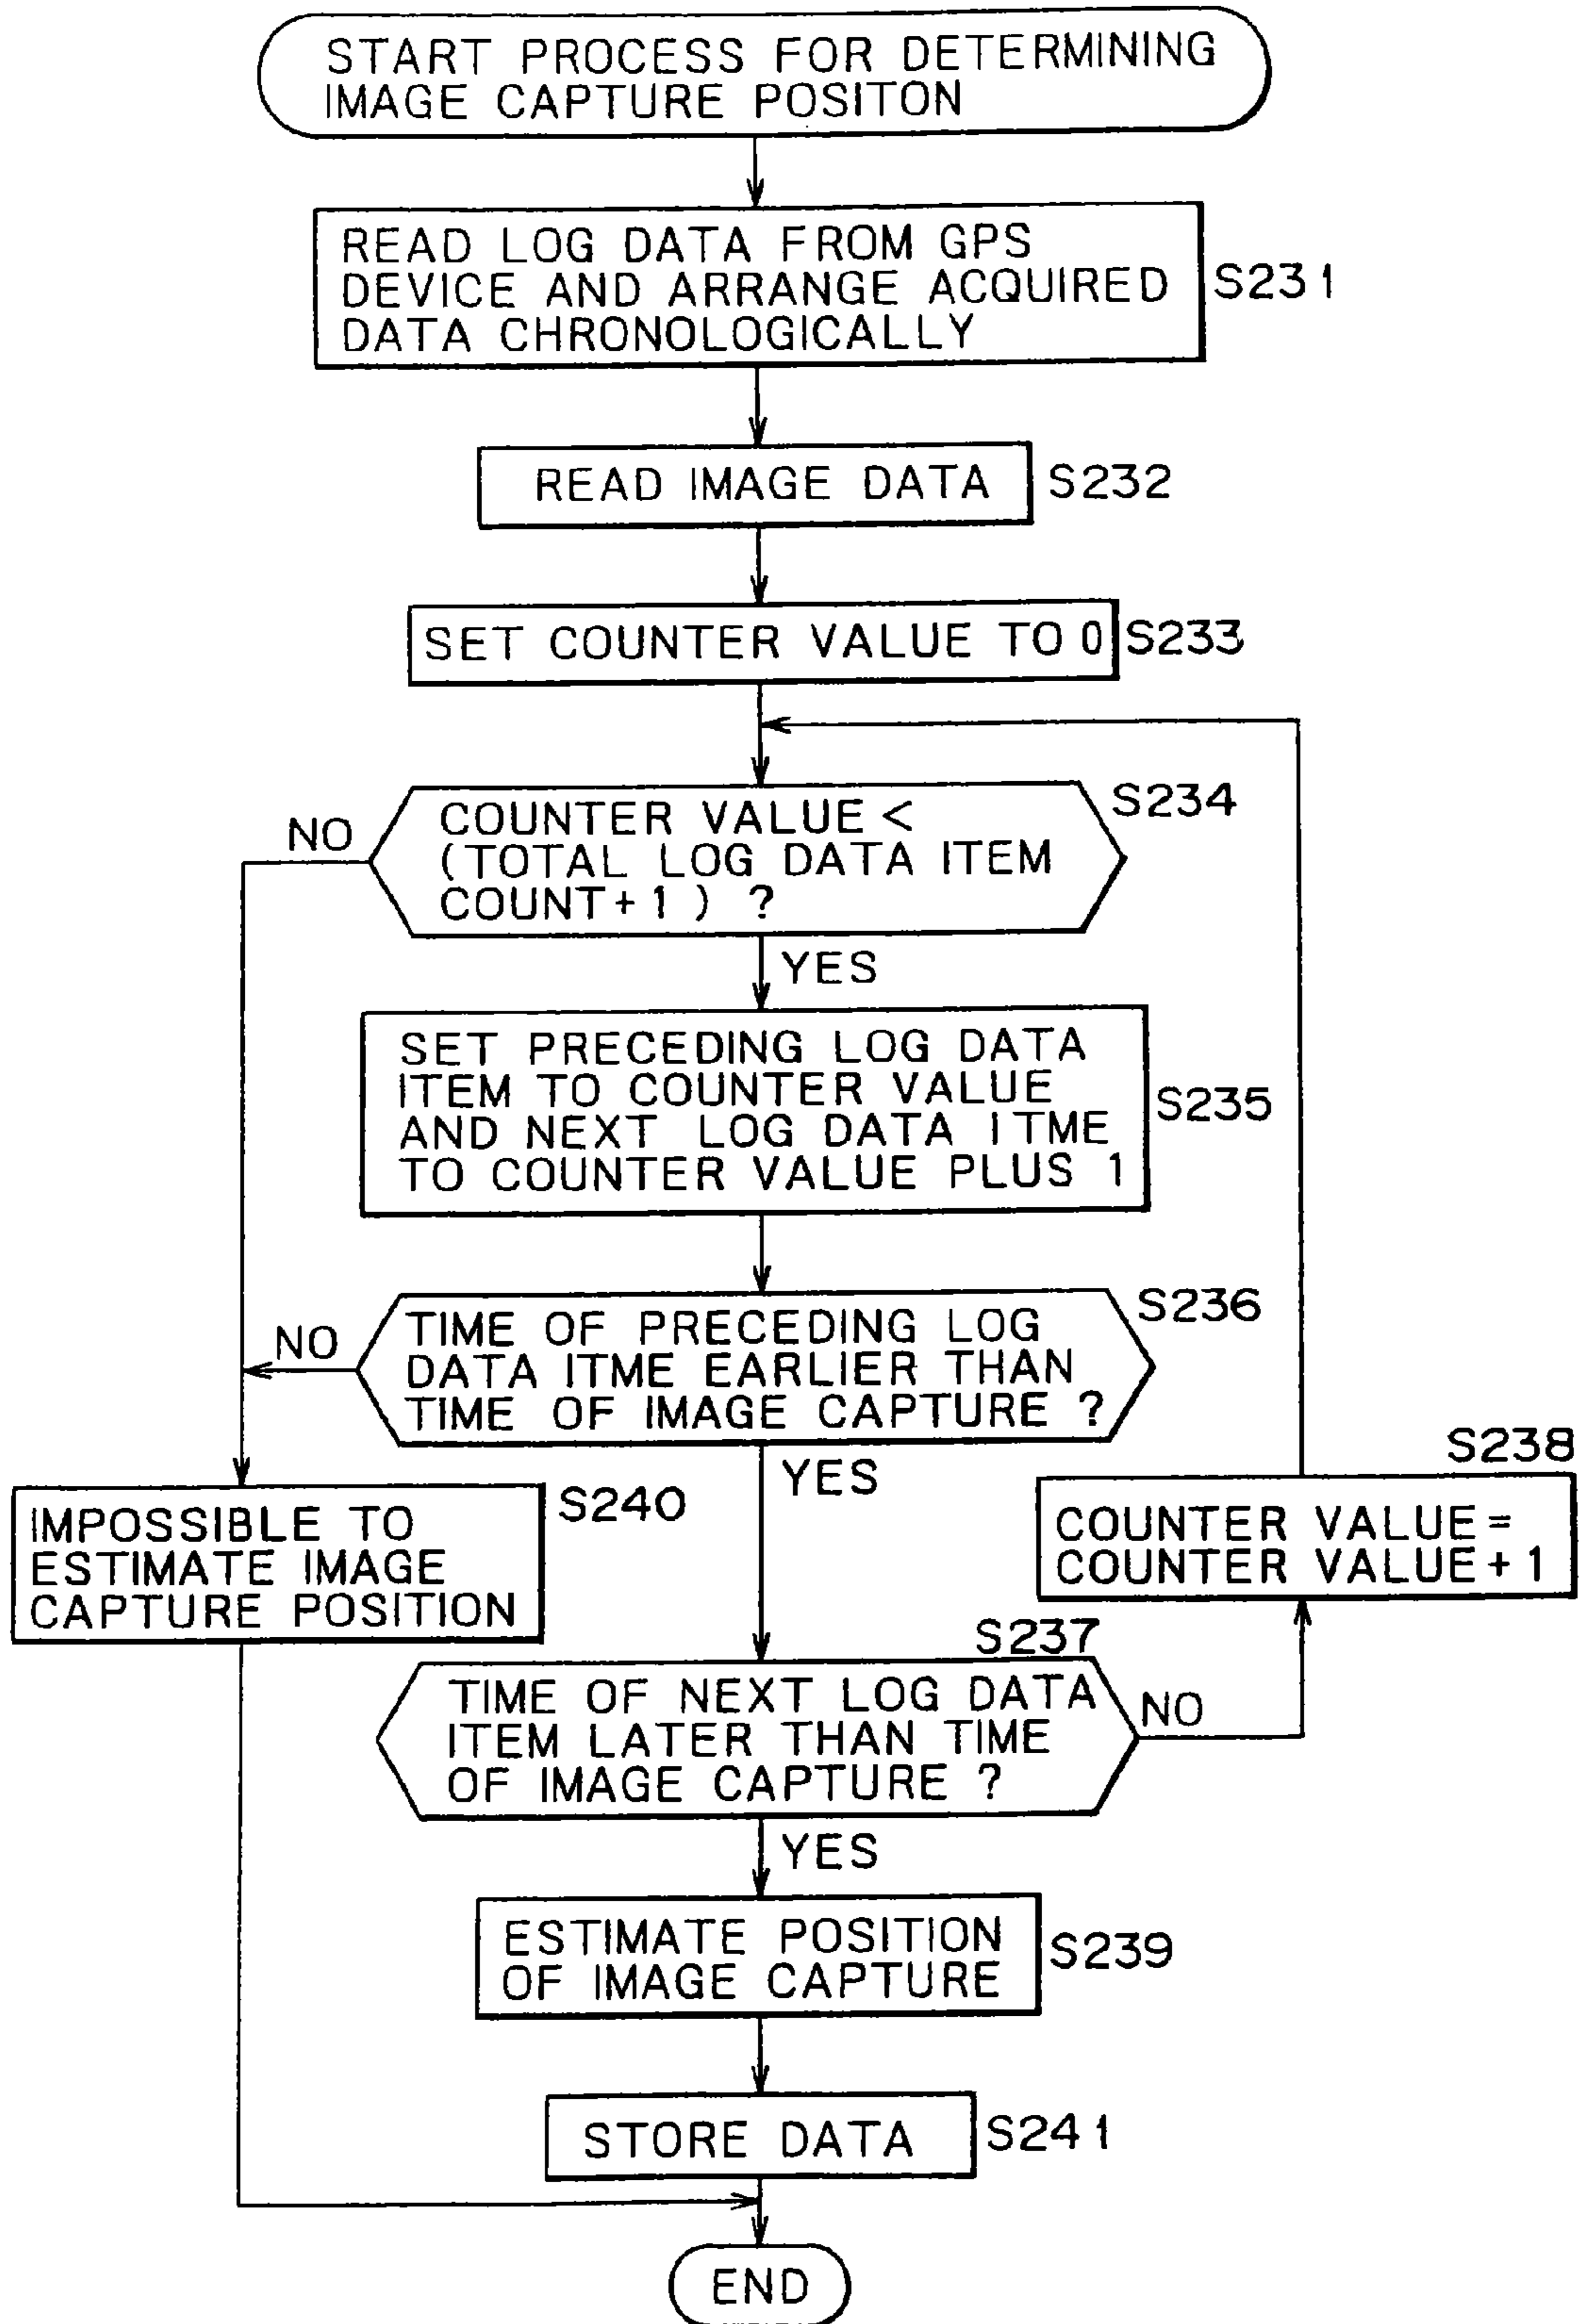 START PROCESS FOR DETERMINING
IMAGE CAPTURE POSITON
READ LOG DATA FROM GPS
DEVICE AND ARRANGE ACQUIRED
DATA CHRONOLOGICALLY
S231
READ IMAGE DATA
S232
SET COUNTER VALUE TO 0
S233
COUNTER VALUE <
(TOTAL LOG DATA ITEM
COUNT+1) ?
S234
NO
YES
SET PRECEDING LOG DATA
ITEM TO COUNTER VALUE
AND NEXT LOG DATA ITME
TO COUNTER VALUE PLUS 1
S235
TIME OF PRECEDING LOG
DATA ITME EARLIER THAN
TIME OF IMAGE CAPTURE ?
S236
NO
YES
COUNTER VALUE=
COUNTER VALUE+1
S238
IMPOSSIBLE TO
ESTIMATE IMAGE
CAPTURE POSITION
S240
TIME OF NEXT LOG DATA
ITEM LATER THAN TIME
OF IMAGE CAPTURE ?
S237
NO
YES
ESTIMATE POSITION
OF IMAGE CAPTURE
S239
STORE DATA
S241
END